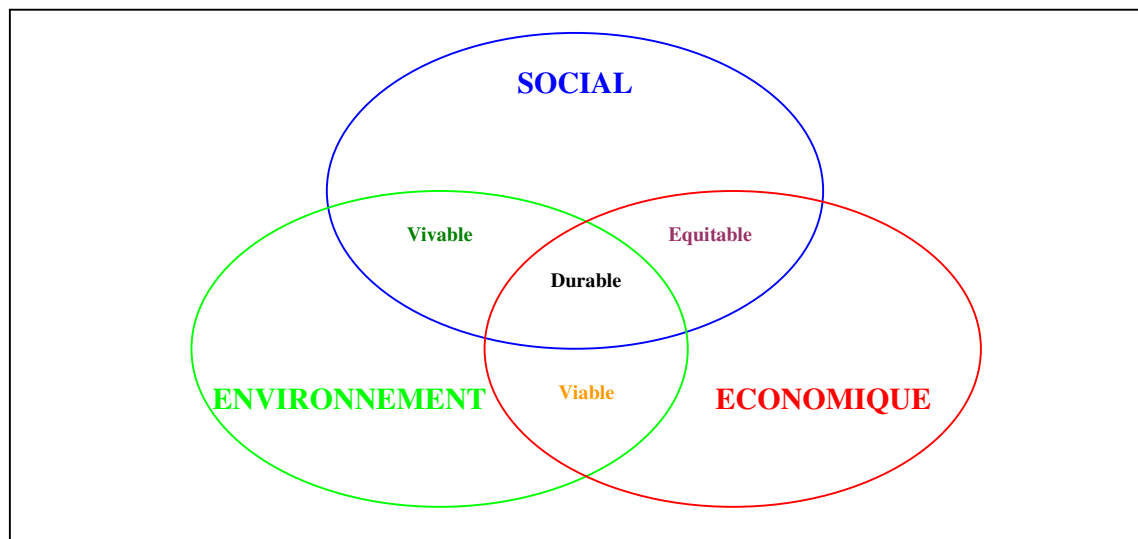 SOCIAL
Vivable
Equitable
Durable
Viable
ENVIRONNEMENT
ECONOMIQUE